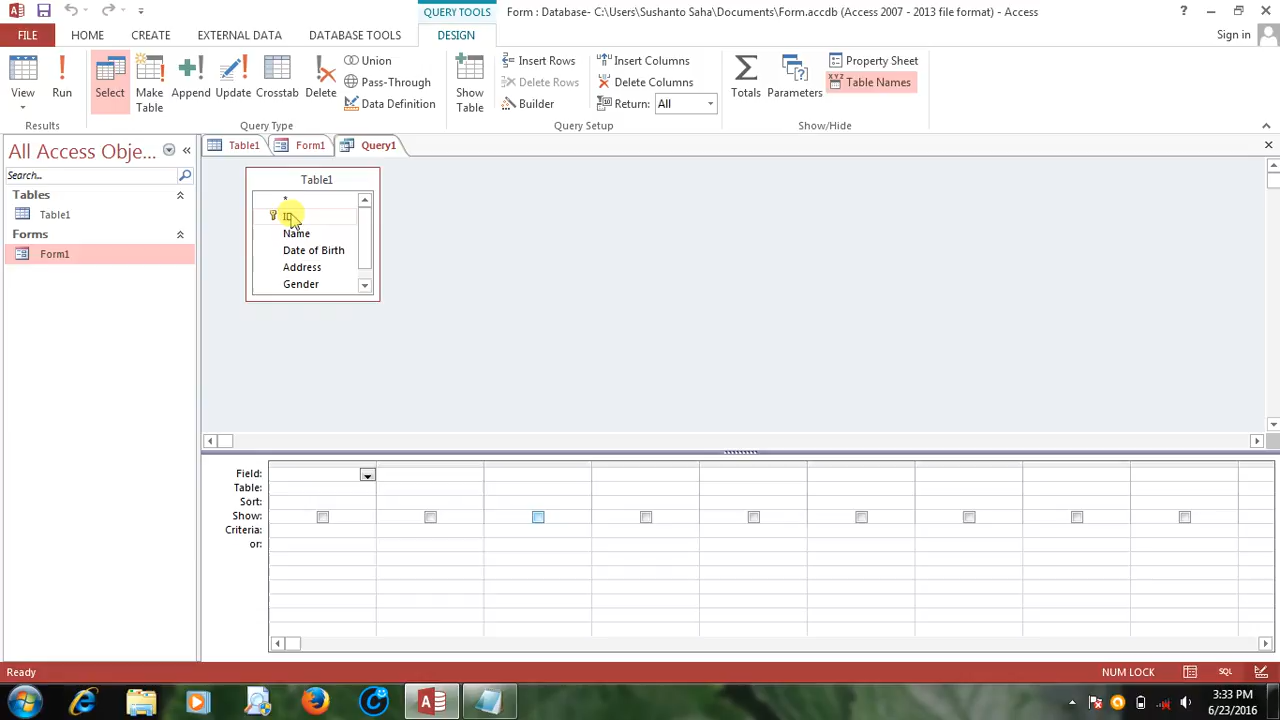 QUERY TOOLS
Form : Database- C:\Users\Sushanto Saha\Documents\Form.accdb (Access 2007 - 2013 file format) - Access
FILE HOME CREATE EXTERNAL DATA DATABASE TOOLS DESIGN Sign in
View Run Select Make Table Append Update Crosstab Delete
Union
Pass-Through
Data Definition
Show Table
Insert Rows
Delete Rows
Builder
Insert Columns
Delete Columns
Return: All
Totals Parameters
Property Sheet
XYZ Table Names
Results Query Type Query Setup Show/Hide
All Access Obje...
Search...
Tables
Table1
Forms
Form1
Table1 Form1 Query1
Table1
*
ID
Name
Date of Birth
Address
Gender
Field:
Table:
Sort:
Show:
Criteria:
or:
Ready NUM LOCK SQL
3:33 PM
6/23/2016